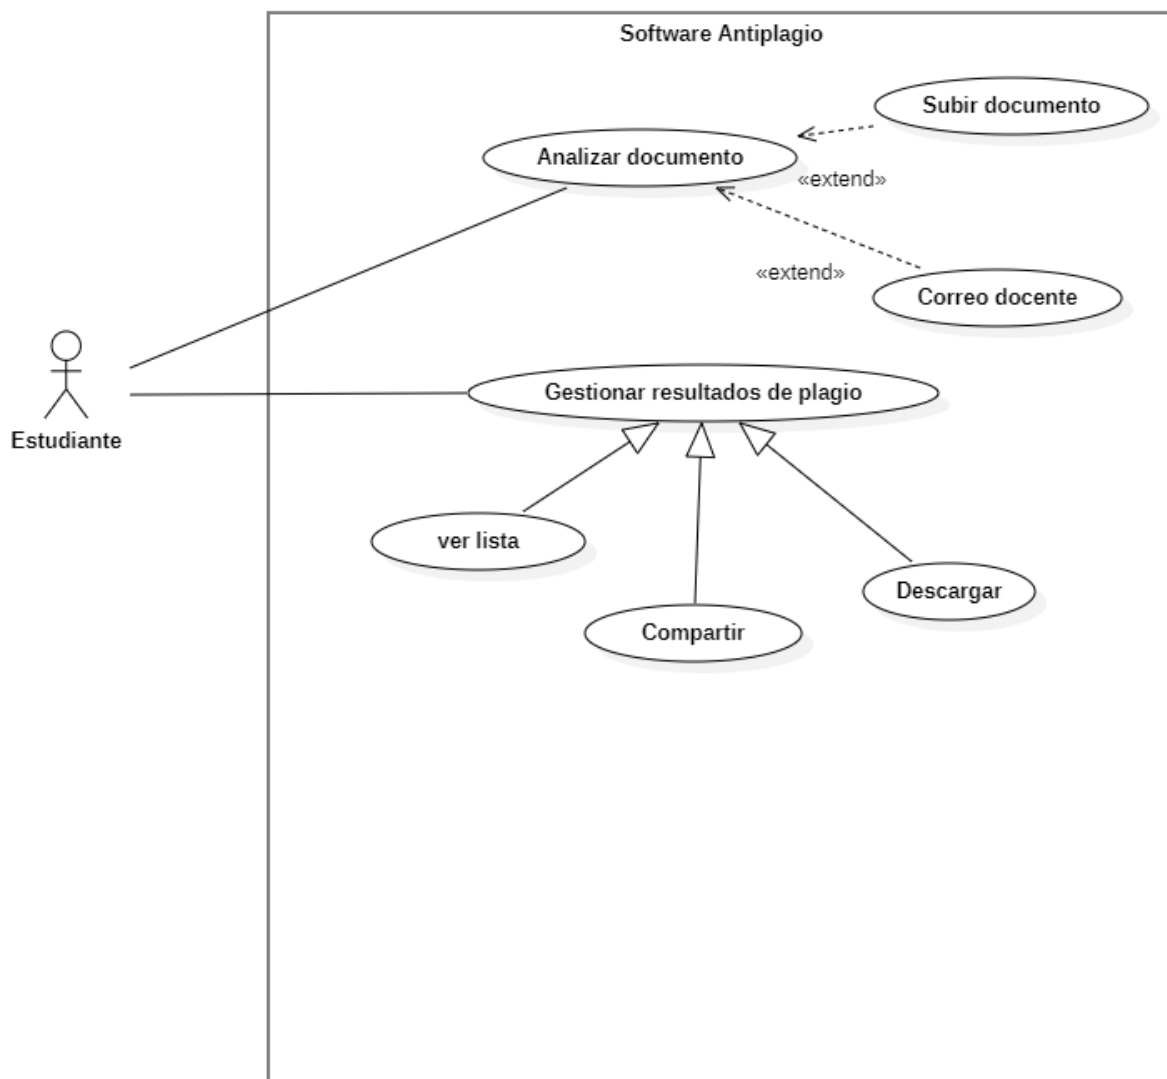 Software Antiplagio
Subir documento
Analizar documento
«extend»
«extend»
Correo docente
Estudiante
Gestionar resultados de plagio
ver lista
Descargar
Compartir